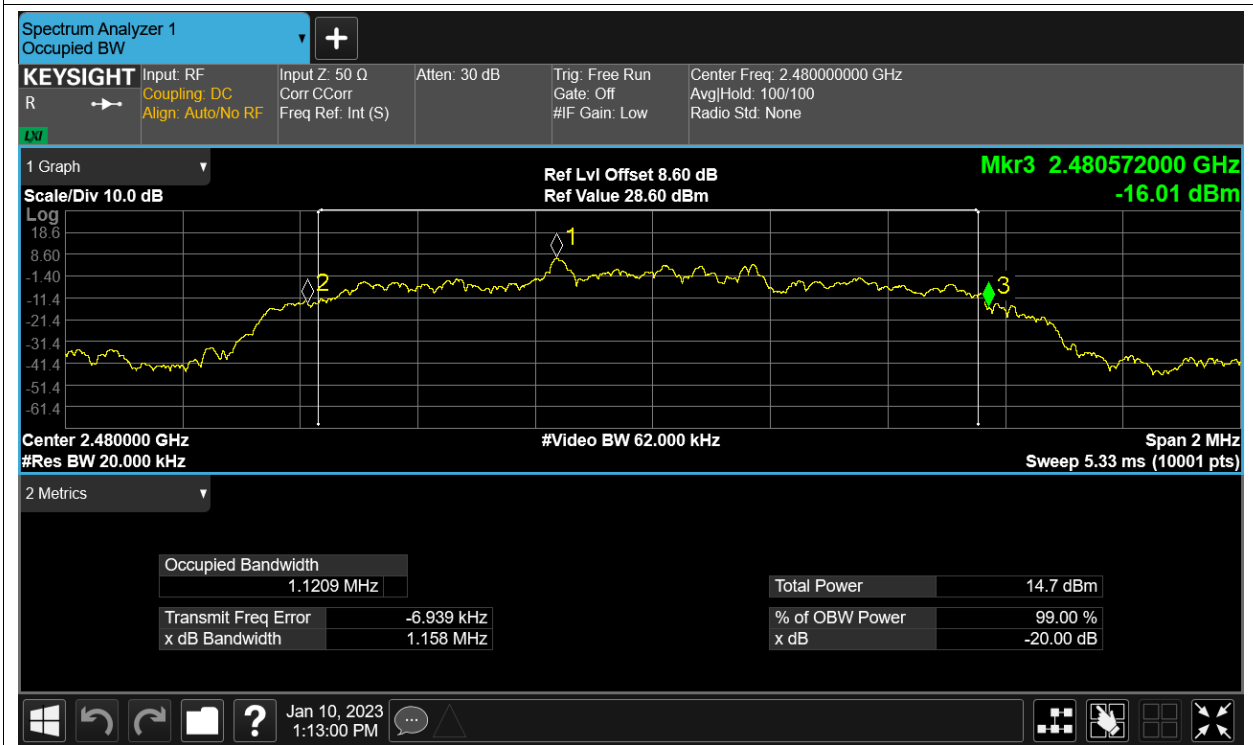 Spectrum Analyzer 1
Occupied BW
+
KEYSIGHT
R
LXI
Input: RF
Coupling: DC
Align: Auto/No RF
Input Z: 50 Ω
Corr CCorr
Freq Ref: Int (S)
Atten: 30 dB
Trig: Free Run
Gate: Off
#IF Gain: Low
Center Freq: 2.480000000 GHz
Avg|Hold: 100/100
Radio Std: None
1 Graph
Scale/Div 10.0 dB
Ref Lvl Offset 8.60 dB
Ref Value 28.60 dBm
Mkr3 2.480572000 GHz
-16.01 dBm
Log
18.6
8.60
-1.40
-11.4
-21.4
-31.4
-41.4
-51.4
-61.4
1
2
3
Center 2.480000 GHz
#Video BW 62.000 kHz
Span 2 MHz
#Res BW 20.000 kHz
Sweep 5.33 ms (10001 pts)
2 Metrics
Occupied Bandwidth
1.1209 MHz
Total Power 14.7 dBm
Transmit Freq Error -6.939 kHz
% of OBW Power 99.00 %
x dB Bandwidth 1.158 MHz
x dB -20.00 dB
?
Jan 10, 2023
1:13:00 PM